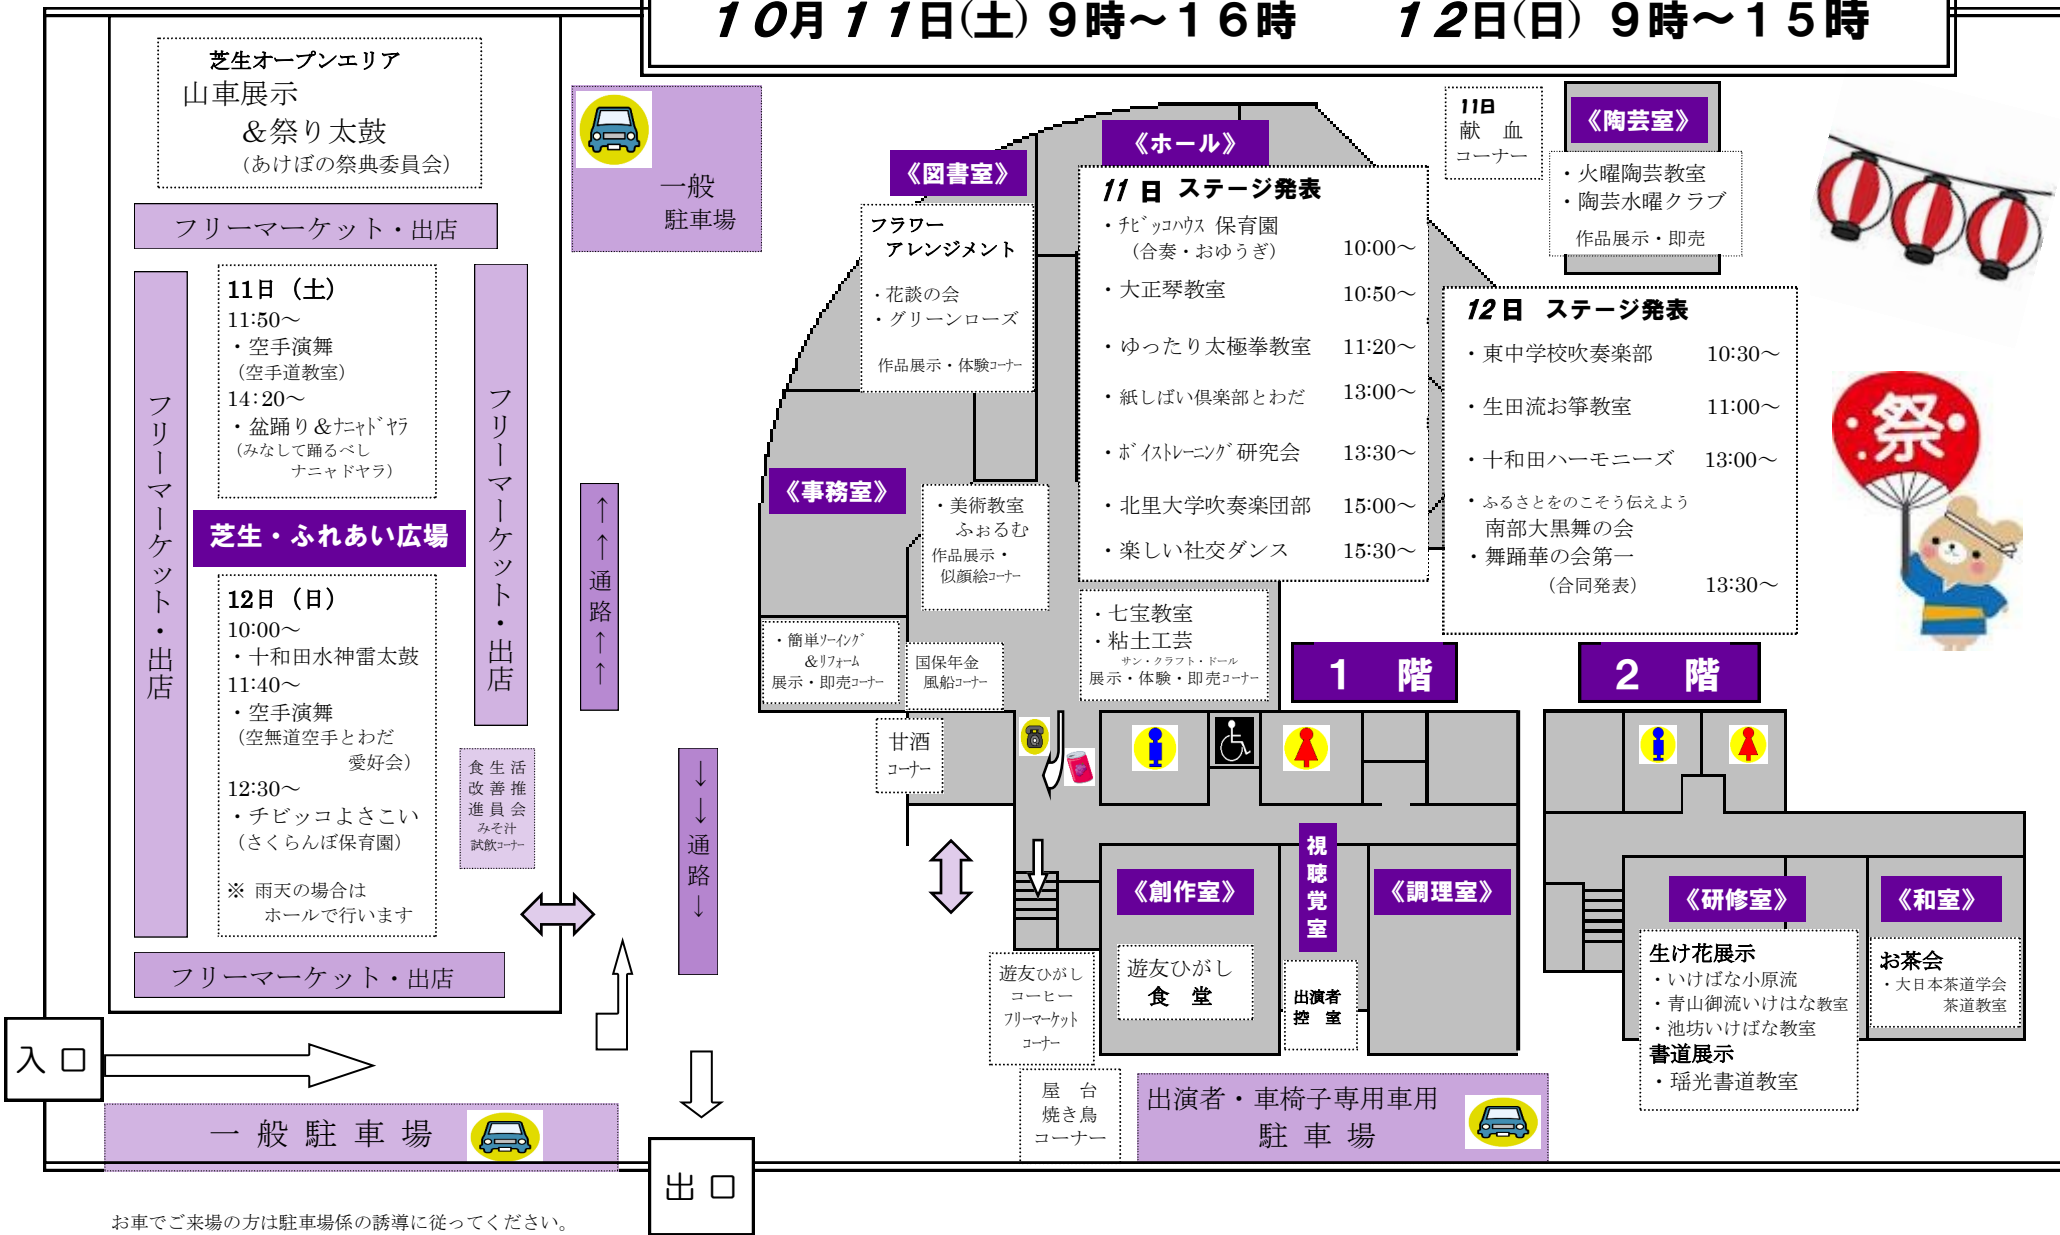 10月11日(土) 9時～16時　12日(日) 9時～15時
芝生オープンエリア
山車展示
＆祭り太鼓
(あけぼの祭典委員会)
フリーマーケット・出店
フリーマーケット・出店
11日（土）
11:50～
・空手演舞
(空手道教室)
14:20～
・盆踊り＆ﾅﾆｬﾄﾞﾔﾗ
(みなして踊るべし
ナニャドヤラ)
フリーマーケット・出店
芝生・ふれあい広場
12日（日）
10:00～
・十和田水神雷太鼓
11:40～
・空手演舞
(空無道空手とわだ
愛好会)
12:30～
・チビッコよさこい
(さくらんぼ保育園)
※ 雨天の場合は
ホールで行います
食生活
改善推
進員会
みそ汁
試飲ｺｰﾅｰ
フリーマーケット・出店
一般
駐車場
↑↑通路↑↑
↓↓通路↓
入口
一般駐車場
出口
お車でご来場の方は駐車場係の誘導に従ってください。
《図書室》
フラワー
アレンジメント
・花談の会
・グリーンローズ
作品展示・体験ｺｰﾅｰ
《ホール》
11日 ステージ発表
・ﾁﾋﾞｯｺﾊｳｽ 保育園
(合奏・おゆうぎ) 10:00～
・大正琴教室 10:50～
・ゆったり太極拳教室 11:20～
・紙しばい倶楽部とわだ 13:00～
・ﾎﾞｲｽﾄﾚｰﾆﾝｸﾞ研究会 13:30～
・北里大学吹奏楽団部 15:00～
・楽しい社交ダンス 15:30～
11日
献　血
コーナー
《陶芸室》
・火曜陶芸教室
・陶芸水曜クラブ
作品展示・即売
12日 ステージ発表
・東中学校吹奏楽部 10:30～
・生田流お箏教室 11:00～
・十和田ハーモニーズ 13:00～
・ふるさとをのこそう伝えよう
南部大黒舞の会
・舞踊華の会第一
(合同発表) 13:30～
祭
《事務室》
・美術教室
ふぉるむ
作品展示・
似顔絵ｺｰﾅｰ
・簡単ｿｰｲﾝｸﾞ
＆ﾘﾌｫｰﾑ
展示・即売ｺｰﾅｰ
国保年金
風船ｺｰﾅｰ
・七宝教室
・粘土工芸
サン・クラフト・ドール
展示・体験・即売ｺｰﾅｰ
甘酒
ｺｰﾅｰ
1　階
2　階
《創作室》
遊友ひがし
食　堂
視聴覚室
出演者
控　室
《調理室》
遊友ひがし
コーヒー
ﾌﾘｰﾏｰｹｯﾄ
ｺｰﾅｰ
屋　台
焼き鳥
コーナー
出演者・車椅子専用車用
駐車場
《研修室》
生け花展示
・いけばな小原流
・青山御流いけはな教室
・池坊いけばな教室
書道展示
・瑶光書道教室
《和室》
お茶会
・大日本茶道学会
茶道教室